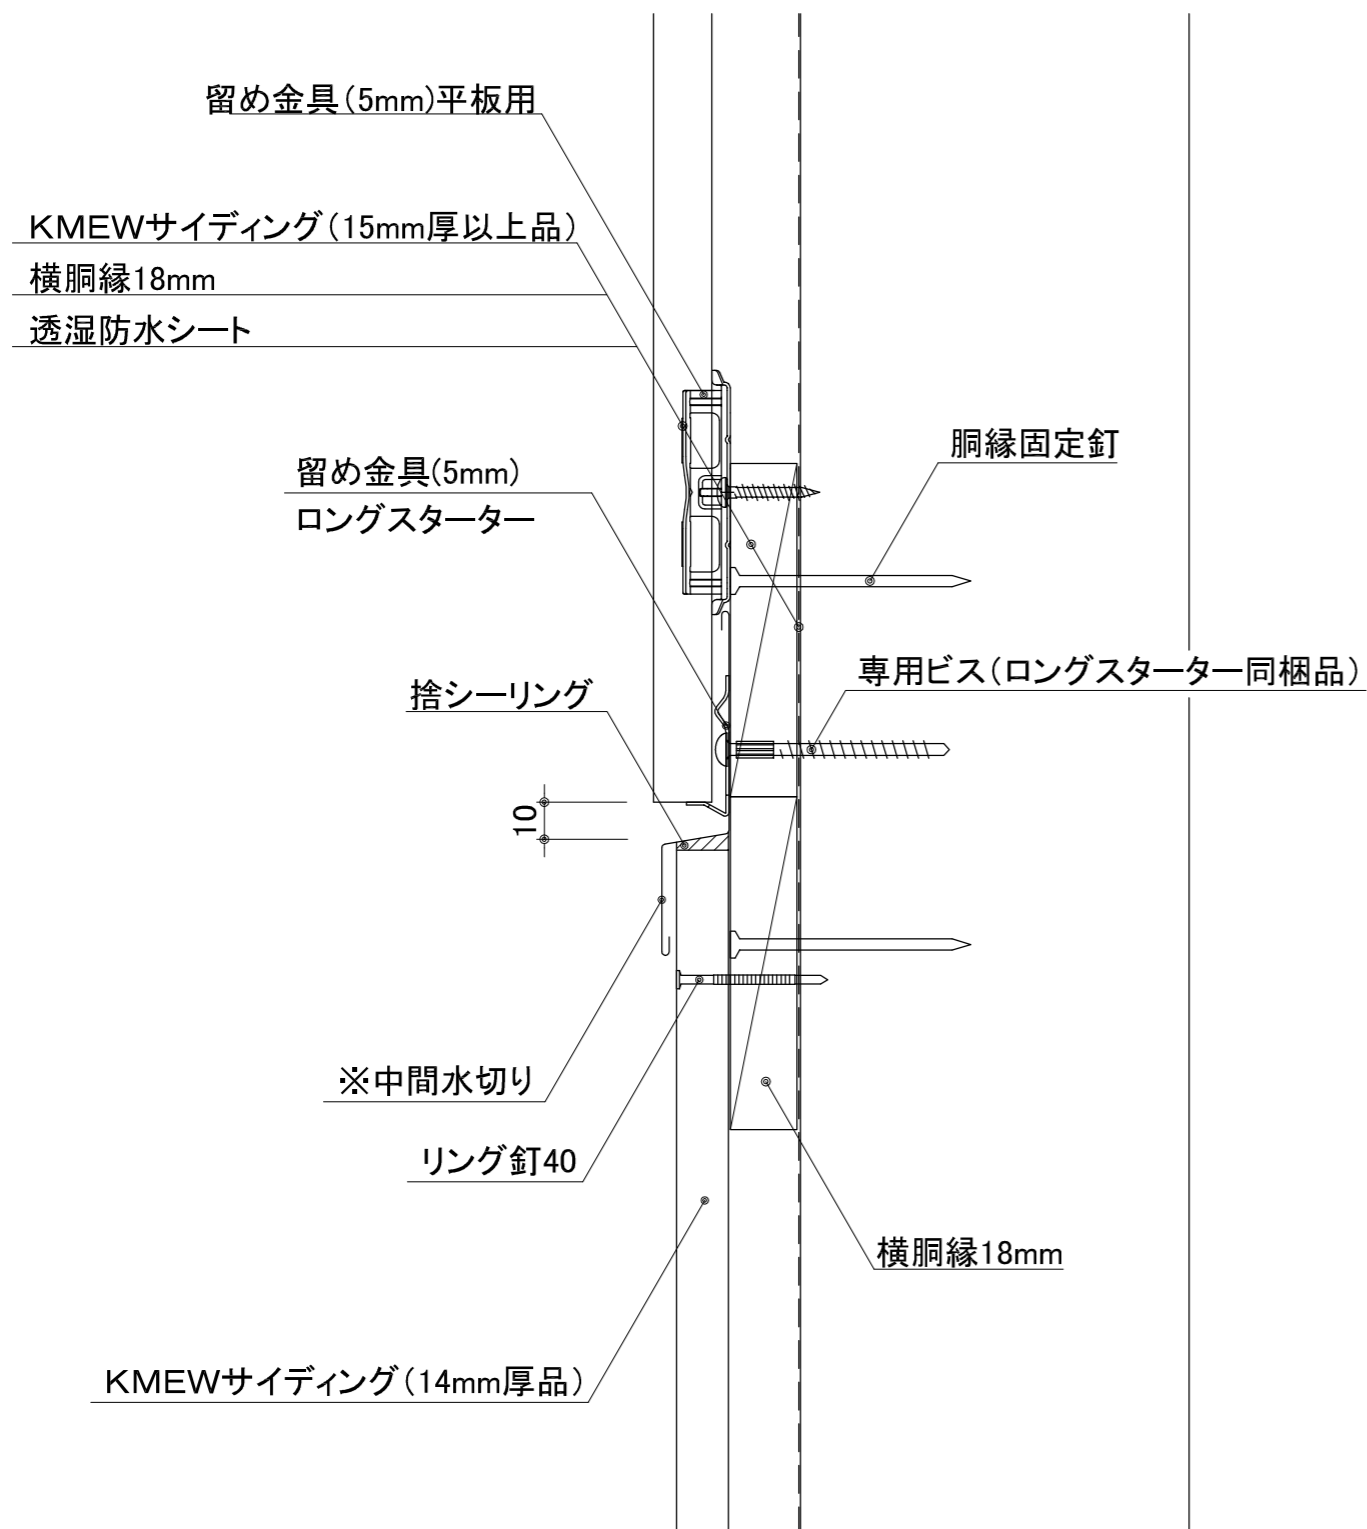 留め金具(5mm)平板用
KMEWサイディング(15mm厚以上品)
横胴縁18mm
透湿防水シート
胴縁固定釘
留め金具(5mm)
ロングスターター
専用ビス(ロングスターター同梱品)
捨シーリング
10
※中間水切り
リング釘40
横胴縁18mm
KMEWサイディング(14mm厚品)